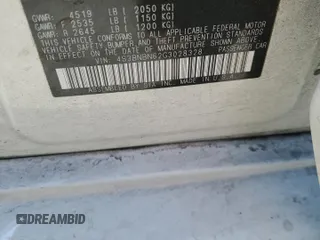 GVWR: 4519 LB ( 2050 KG)
GAWR: F 2535 LB ( 1150 KG)
GAWR: R 2645 LB ( 1200 KG)
THIS VEHICLE CONFORMS TO ALL APPLICABLE
FEDERAL MOTOR VEHICLE SAFETY, BUMPER,
AND THEFT PREVENTION STANDARDS
IN EFFECT ON THE DATE OF MANUFACTURE
SHOWN ABOVE. PASSENGER CAR
V.I.N.: 4S3BNBN62G3028328
MADE IN U.S.A.
DREAMBID